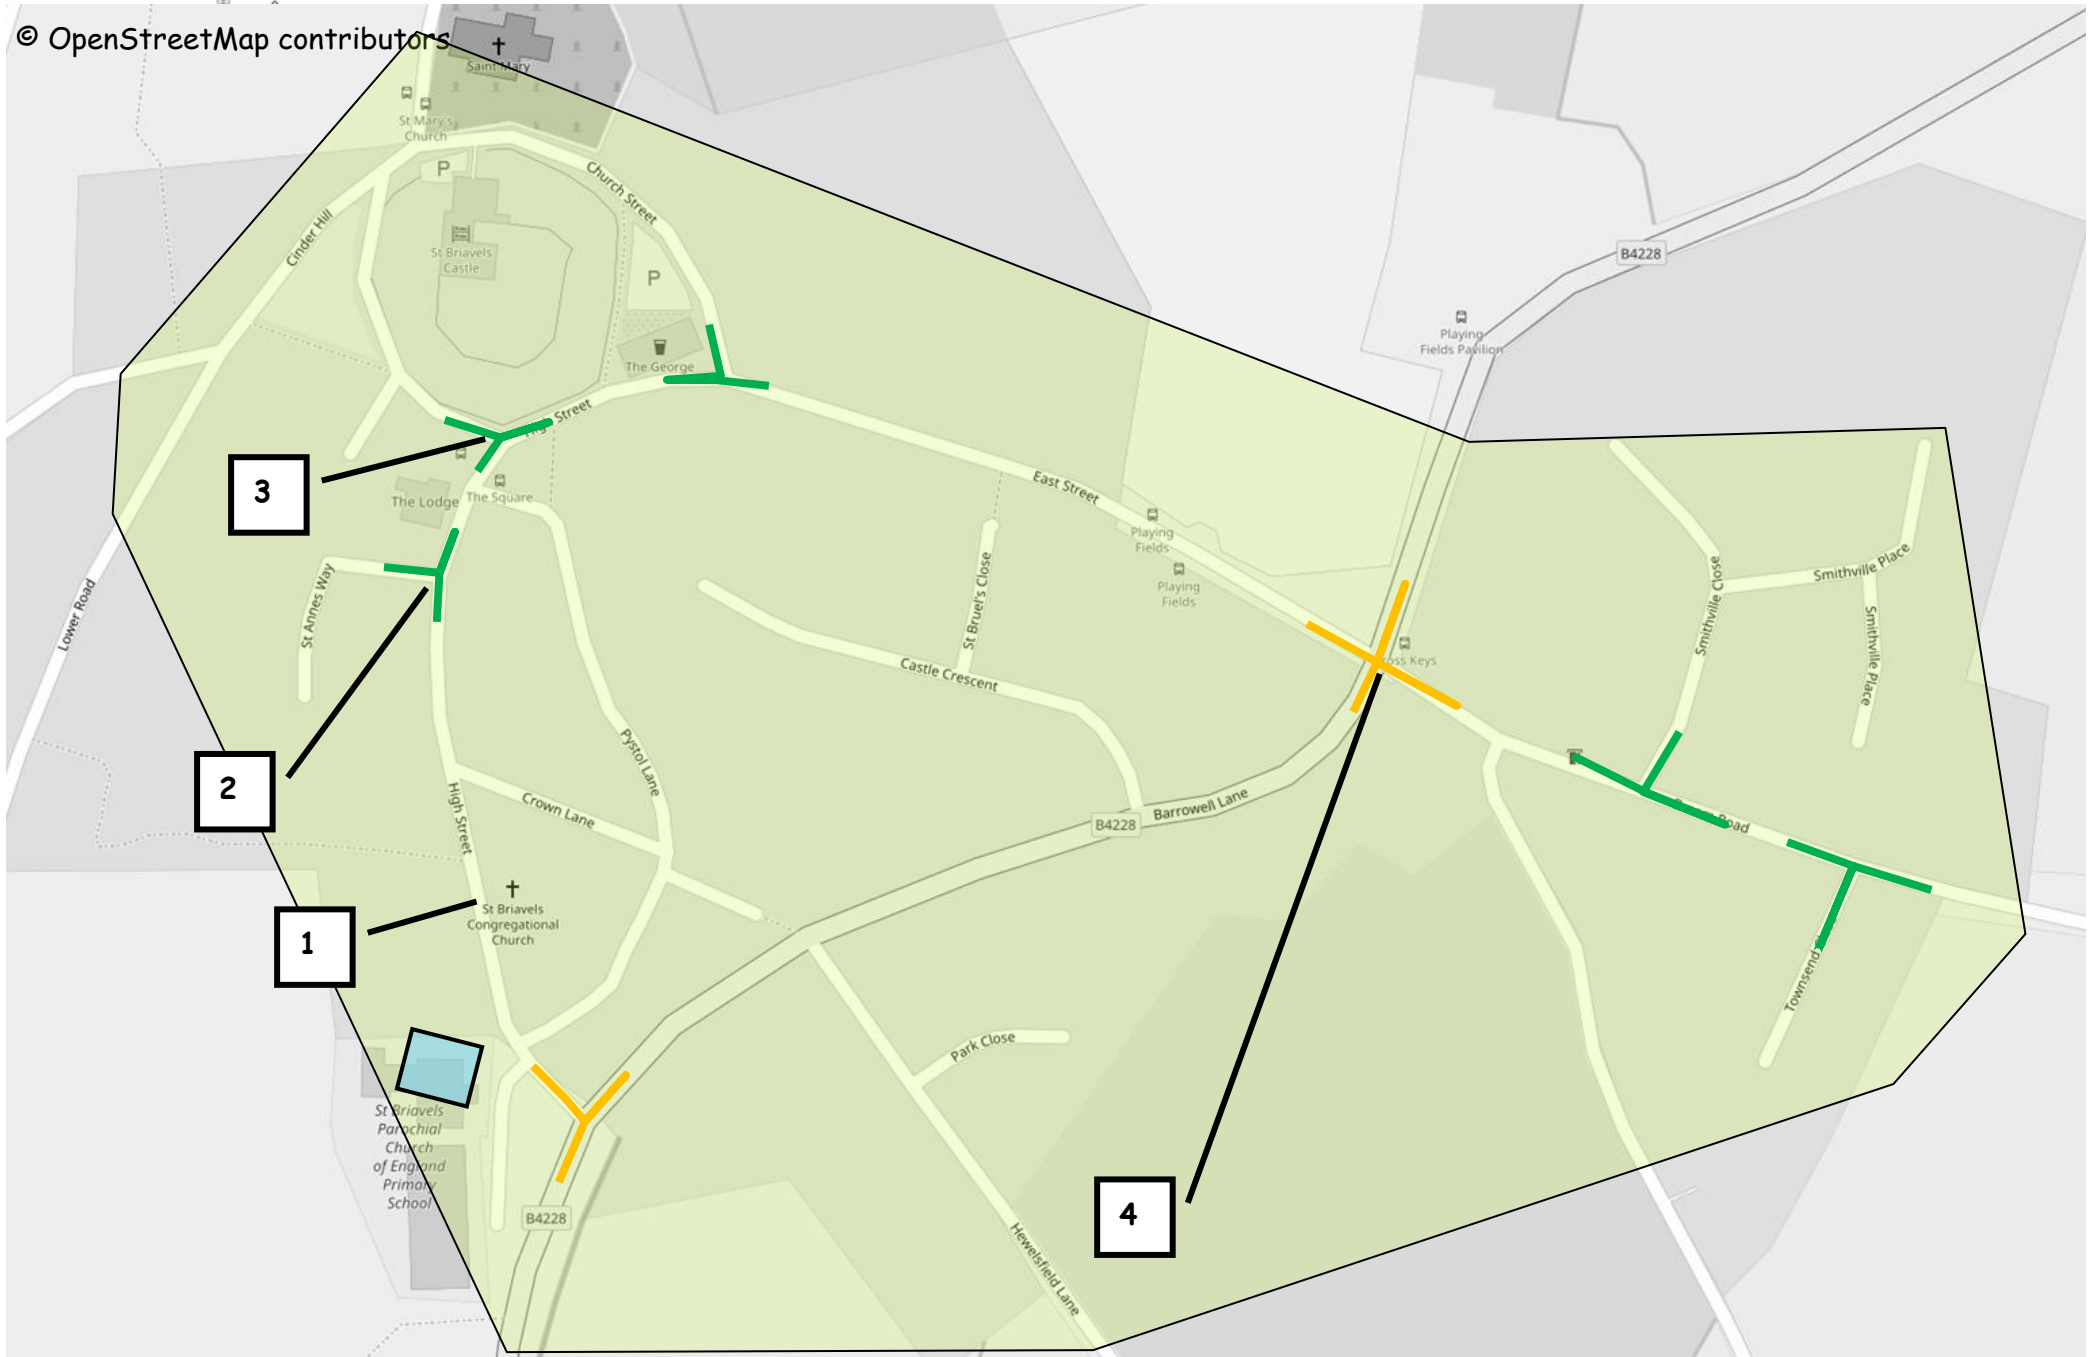 © OpenStreetMap contributors
Saint Mary
St Mary's
Church
P
Church Street
Cinder Hill
St Briavels
Castle
P
B4228
Playing
Fields Pavilion
The George
High Street
3
The Lodge
The Square
East Street
Playing
Fields
Playing
Fields
St Annes Way
St Bruel's Close
Smithville Close
Smithville Place
Smithville Place
Lower Road
Castle Crescent
2
Pystol Lane
Crown Lane
High Street
Barrowell Lane
B4228
Road
1
St Briavels
Congregational
Church
Townsend
Park Close
St Briavels
Parochial
Church
of England
Primary
School
B4228
4
Hewelsfield Lane